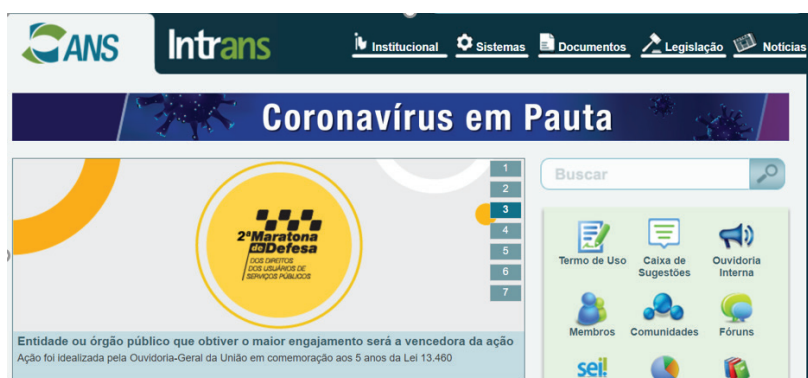 ANS
Intrans
Institucional
Sistemas
Documentos
Legislação
Notícias
Coronavírus em Pauta
1
2
3
4
5
6
7
2ª Maratona
de Defesa
DOS DIREITOS
DOS USUÁRIOS DE
SERVIÇOS PÚBLICOS
Entidade ou órgão público que obtiver o maior engajamento será a vencedora da ação
Ação foi idealizada pela Ouvidoria-Geral da União em comemoração aos 5 anos da Lei 13.460
Buscar
Termo de Uso
Caixa de
Sugestões
Ouvidoria
Interna
Membros
Comunidades
Fóruns
sei!